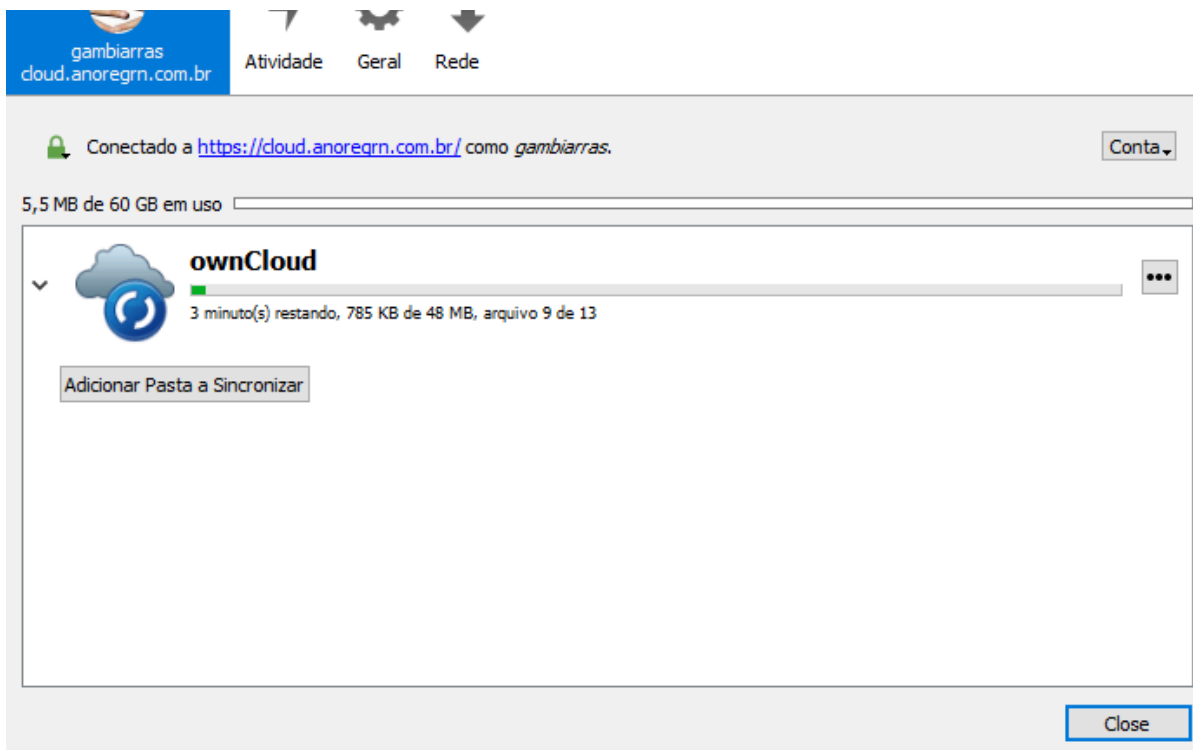 gambiarras
cloud.anoregrn.com.br
Atividade
Geral
Rede
Conectado a https://cloud.anoregrn.com.br/ como gambiarras.
Conta
5,5 MB de 60 GB em uso
ownCloud
3 minuto(s) restando, 785 KB de 48 MB, arquivo 9 de 13
Adicionar Pasta a Sincronizar
Close